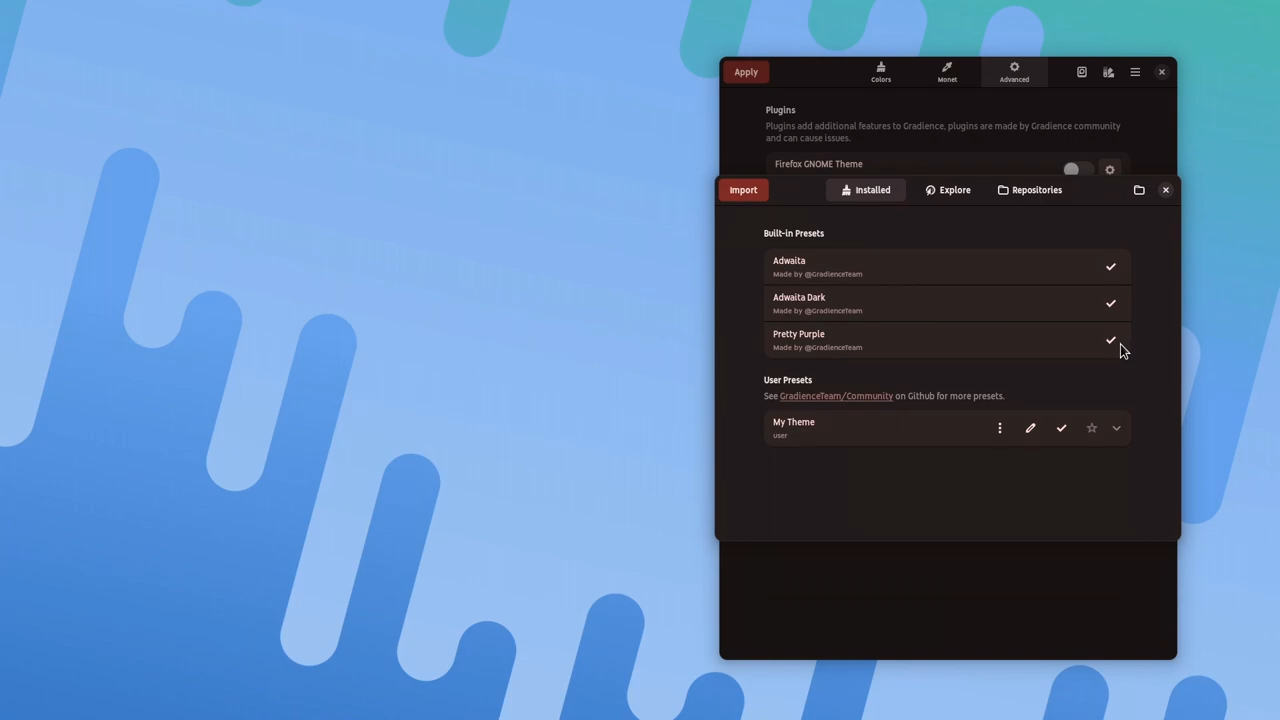 Apply
Colors
Monet
Advanced
Plugins
Plugins add additional features to Gradience, plugins are made by Gradience community
and can cause issues.
Firefox GNOME Theme
Import
Installed
Explore
Repositories
Built-in Presets
Adwaita
Made by @GradienceTeam
Adwaita Dark
Made by @GradienceTeam
Pretty Purple
Made by @GradienceTeam
User Presets
See GradienceTeam/Community on Github for more presets.
My Theme
user